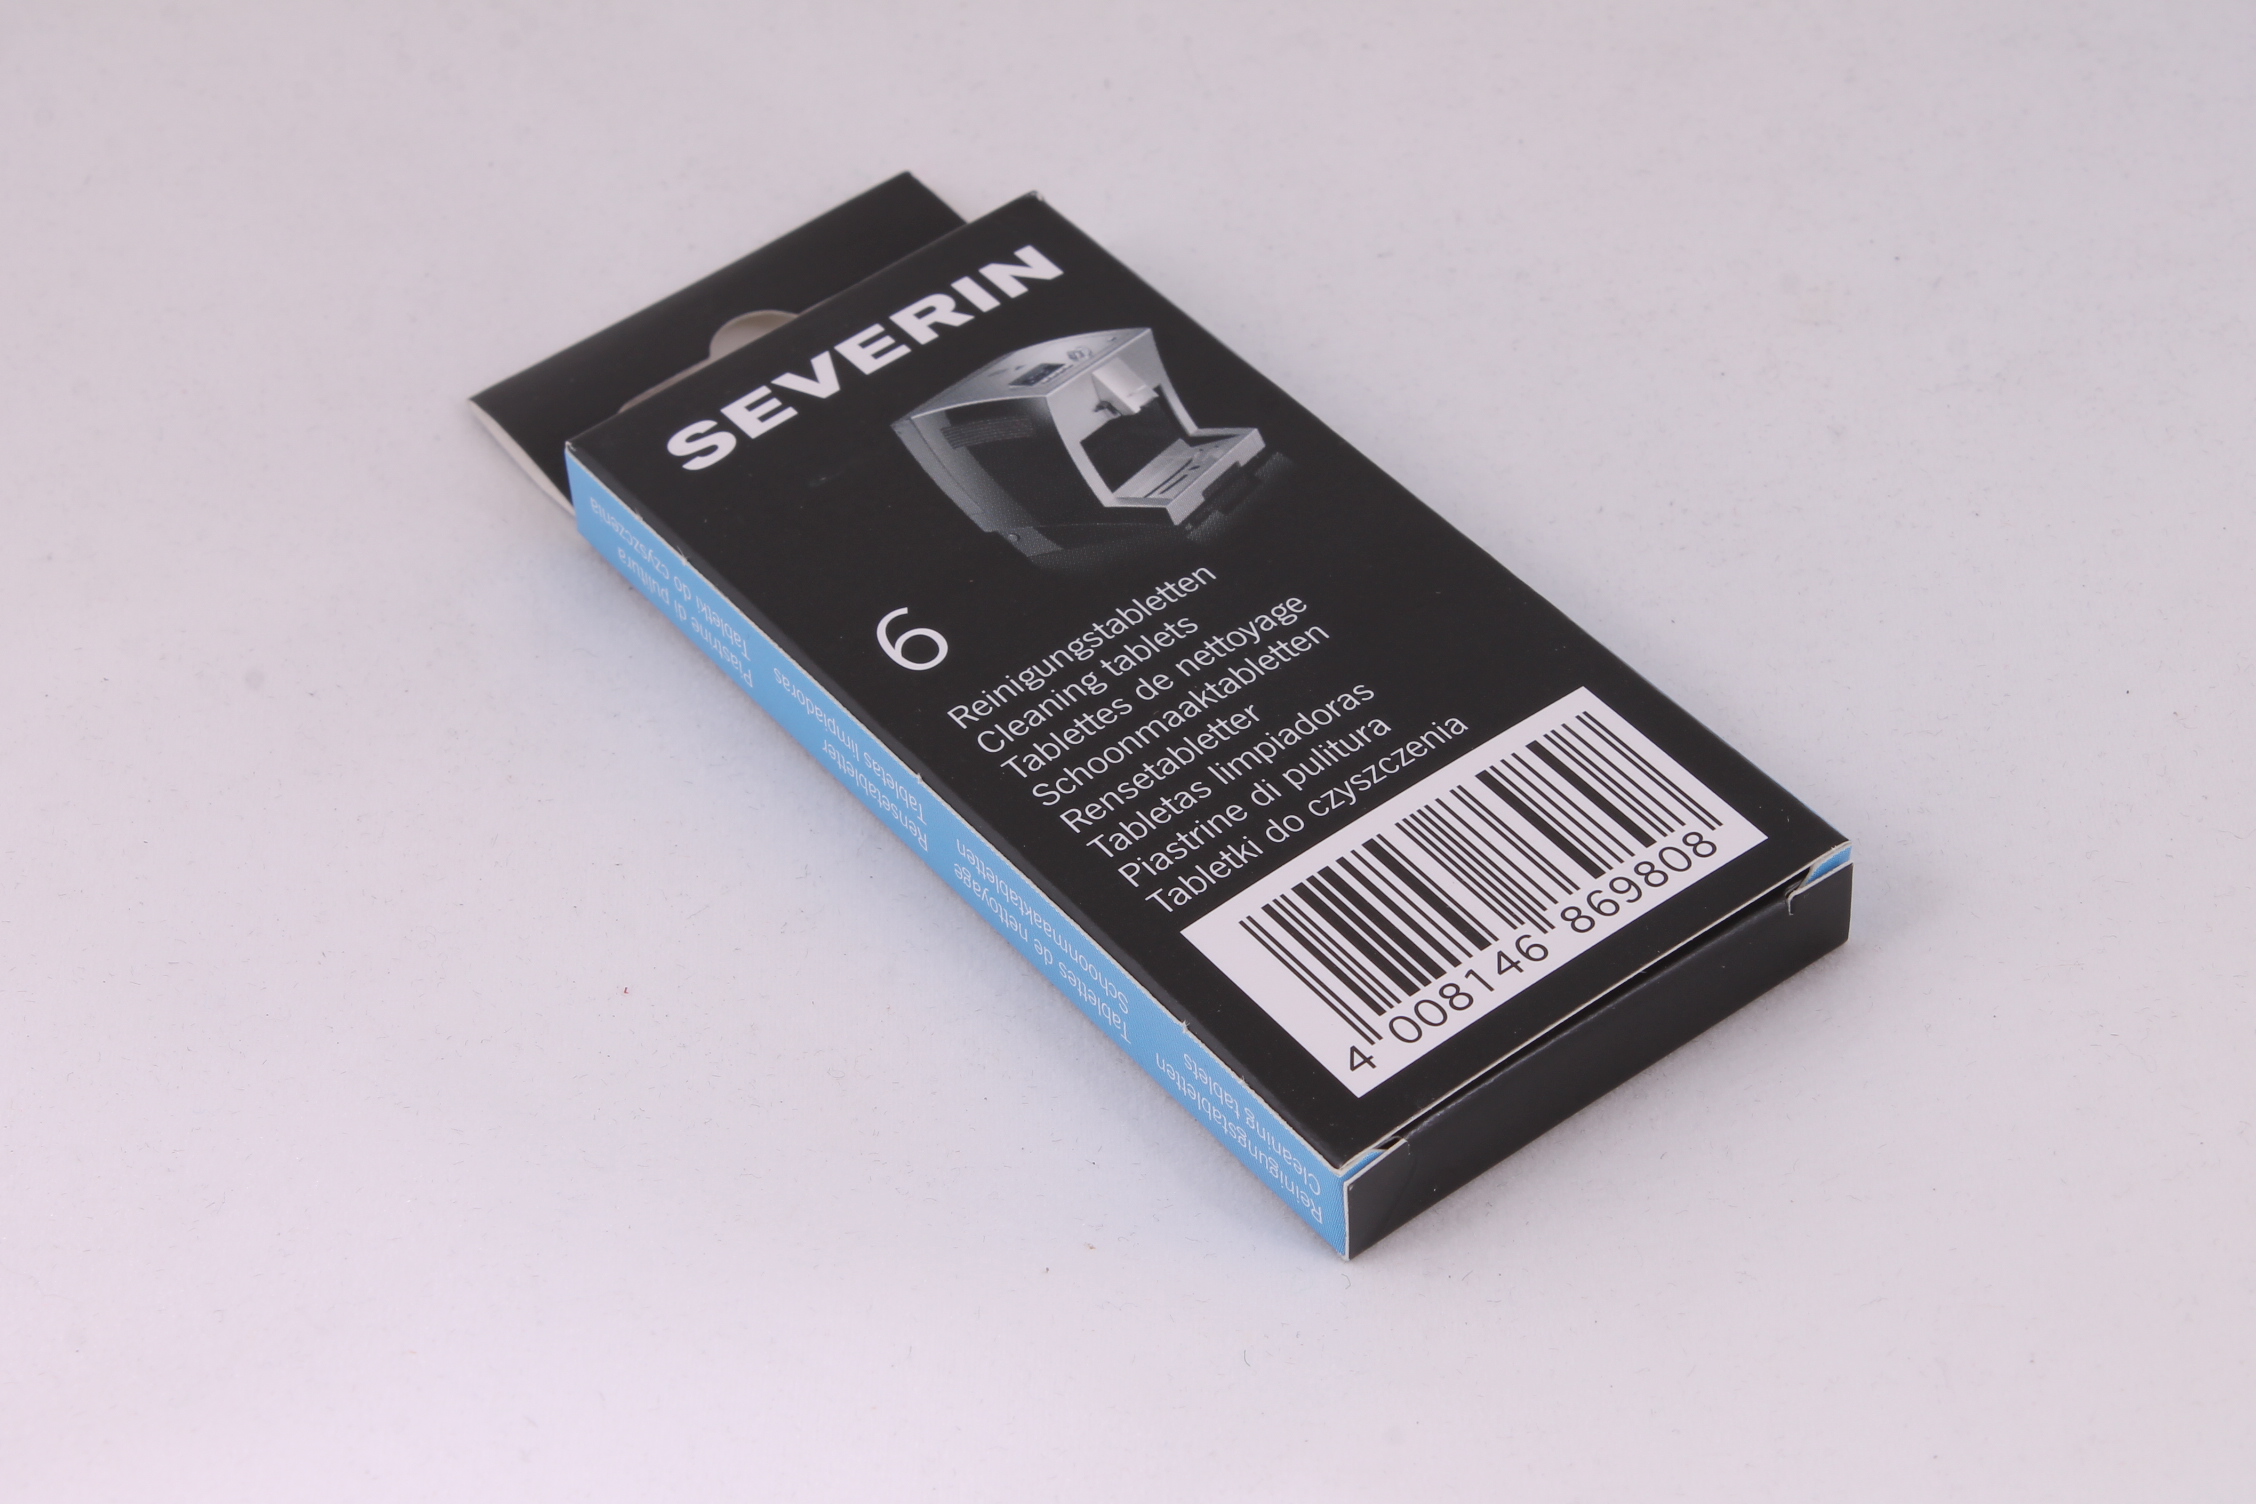 SEVERIN
6
Reinigungstabletten
Cleaning tablets
Tablettes de nettoyage
Schoonmaaktabletten
Rensetabletter
Tabletas limpiadoras
Piastrine di pulitura
Tabletki do czyszczenia
4 008146 869808
Reinigungstabletten
Cleaning tablets
Tablettes de nettoyage
Schoonmaaktabletten
Rensetabletter
Tabletas limpiadoras
Piastrine di pulitura
Tabletki do czyszczenia